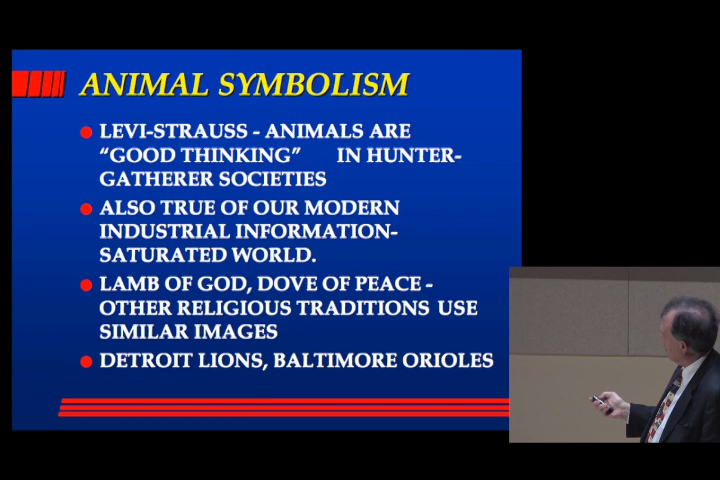 ANIMAL SYMBOLISM
LEVI-STRAUSS - ANIMALS ARE
“GOOD THINKING” IN HUNTER-
GATHERER SOCIETIES
ALSO TRUE OF OUR MODERN
INDUSTRIAL INFORMATION-
SATURATED WORLD.
LAMB OF GOD, DOVE OF PEACE -
OTHER RELIGIOUS TRADITIONS USE
SIMILAR IMAGES
DETROIT LIONS, BALTIMORE ORIOLES